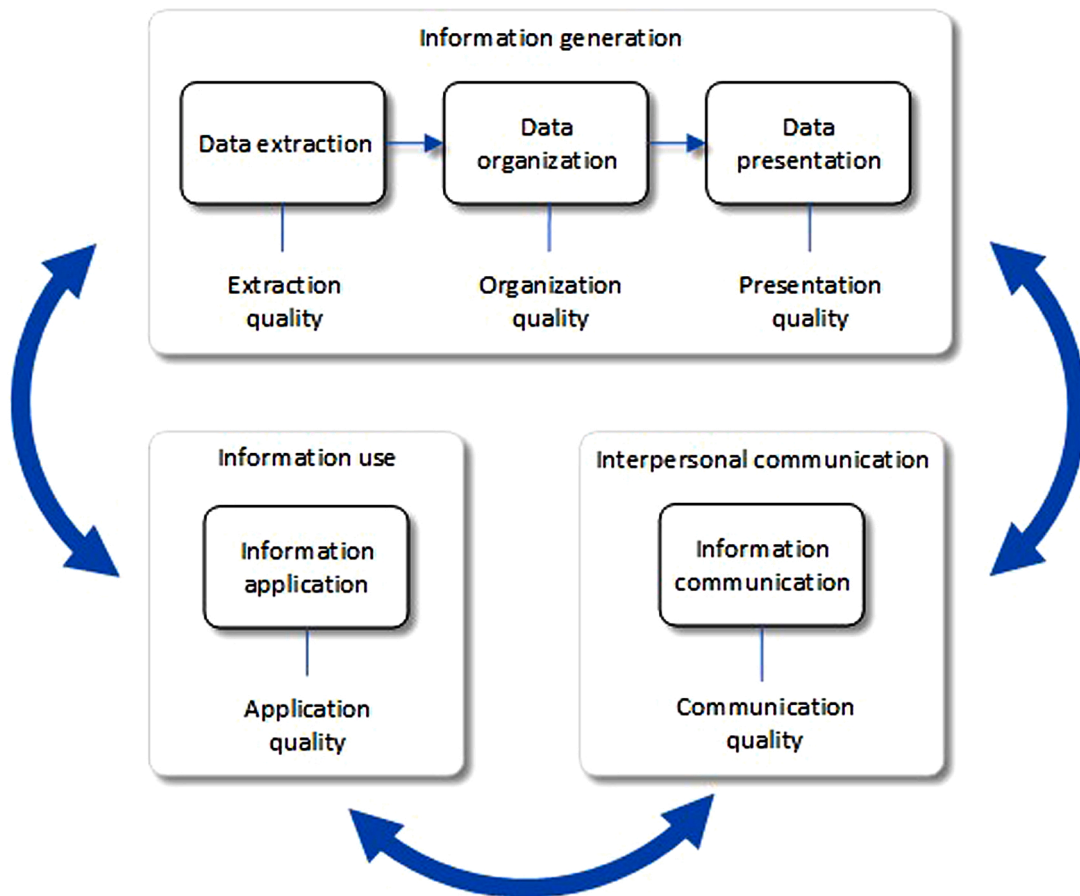 Information generation
Data extraction
Data
organization
Data
presentation
Extraction
quality
Organization
quality
Presentation
quality
Information use
Information
application
Application
quality
Interpersonal communication
Information
communication
Communication
quality